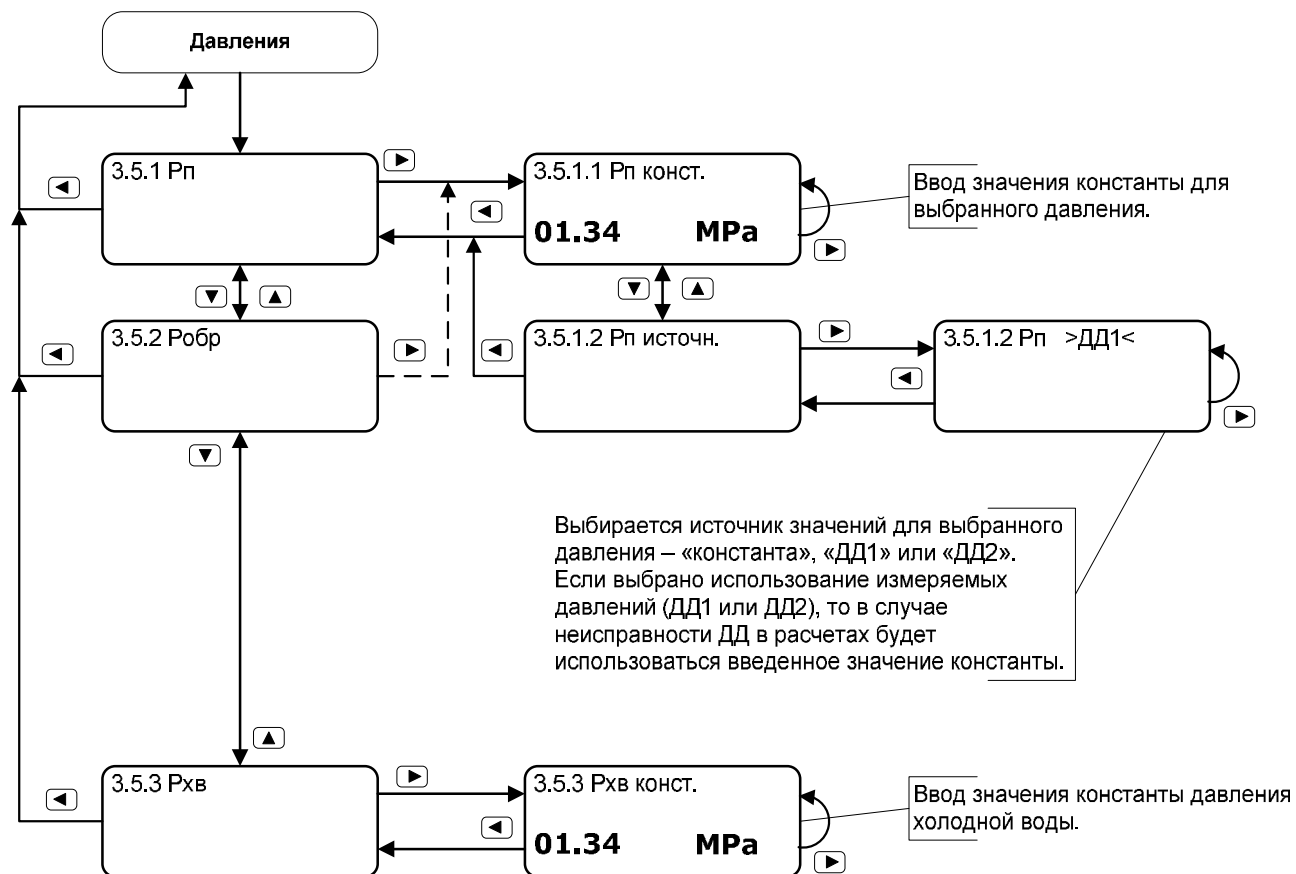 Давления
3.5.1 Рп
3.5.1.1 Рп конст.
01.34 MPa
Ввод значения константы для
выбранного давления.
3.5.2 Робр
3.5.1.2 Рп источн.
3.5.1.2 Рп >ДД1<
Выбирается источник значений для выбранного
давления – «константа», «ДД1» или «ДД2».
Если выбрано использование измеряемых
давлений (ДД1 или ДД2), то в случае
неисправности ДД в расчетах будет
использоваться введенное значение константы.
3.5.3 Рхв
3.5.3 Рхв конст.
01.34 MPa
Ввод значения константы давления
холодной воды.